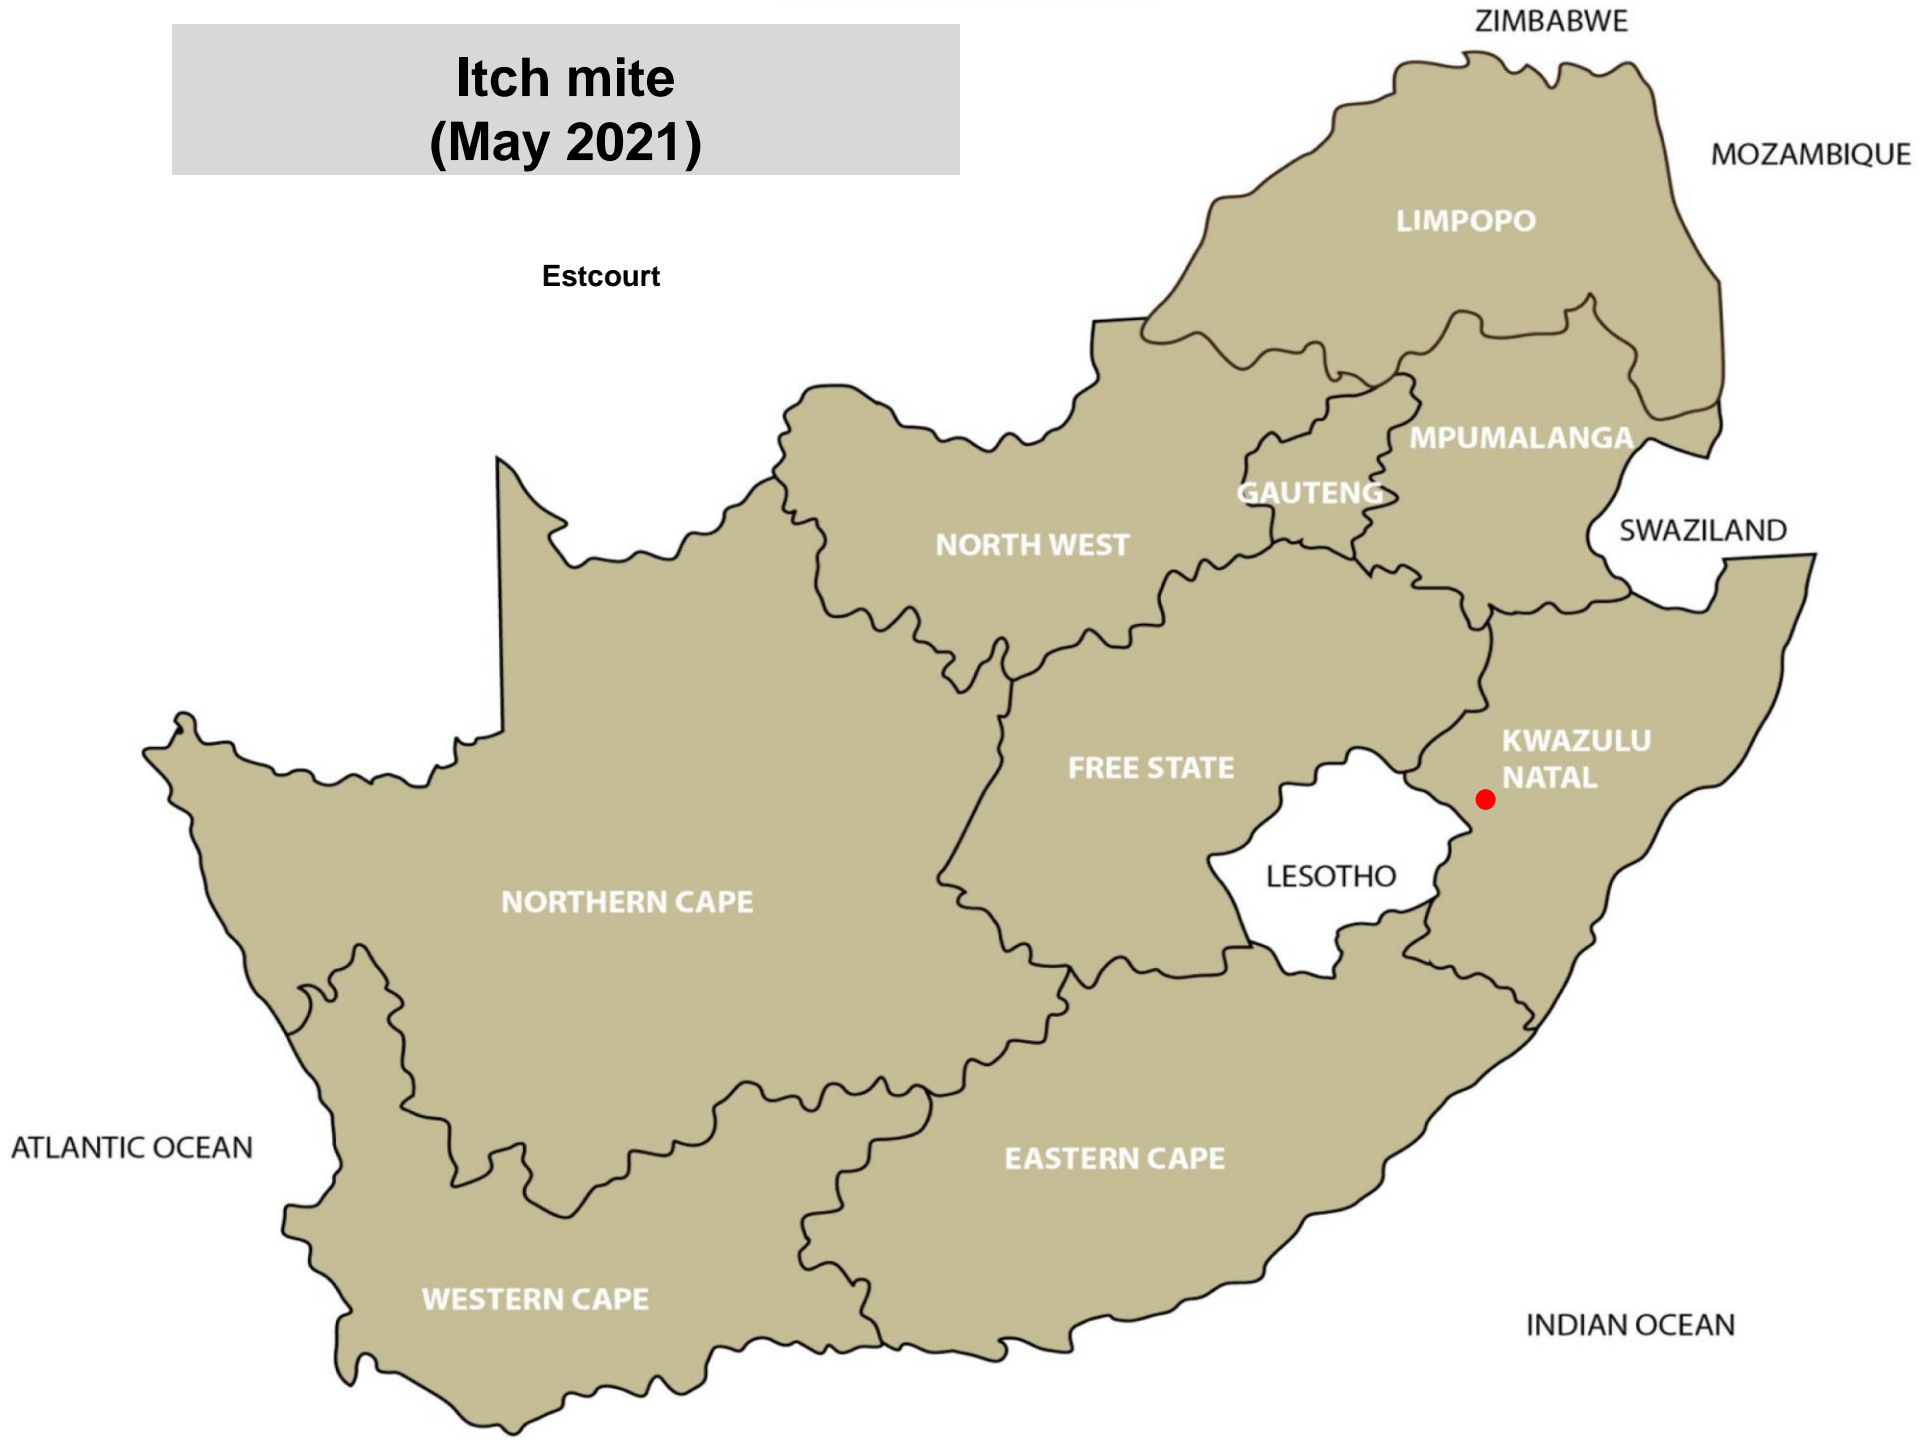 Itch mite
(May 2021)
Estcourt
ZIMBABWE
MOZAMBIQUE
LIMPOPO
MPUMALANGA
GAUTENG
SWAZILAND
NORTH WEST
KWAZULU
NATAL
FREE STATE
LESOTHO
NORTHERN CAPE
ATLANTIC OCEAN
EASTERN CAPE
WESTERN CAPE
INDIAN OCEAN